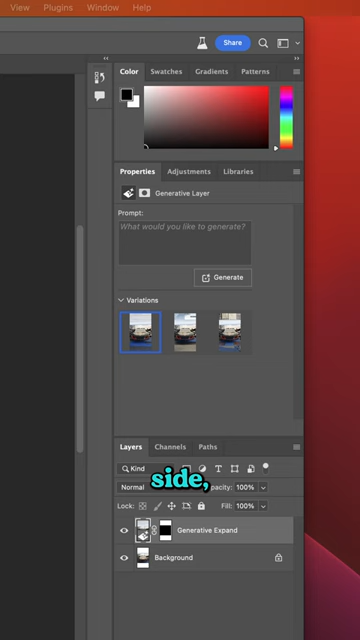 View Plugins Window Help
Share
Color Swatches Gradients Patterns
Properties Adjustments Libraries
Generative Layer
Prompt:
What would you like to generate?
Generate
Variations
Layers Channels Paths
Kind
side,
Normal pacity: 100%
Lock: Fill: 100%
Generative Expand
Background